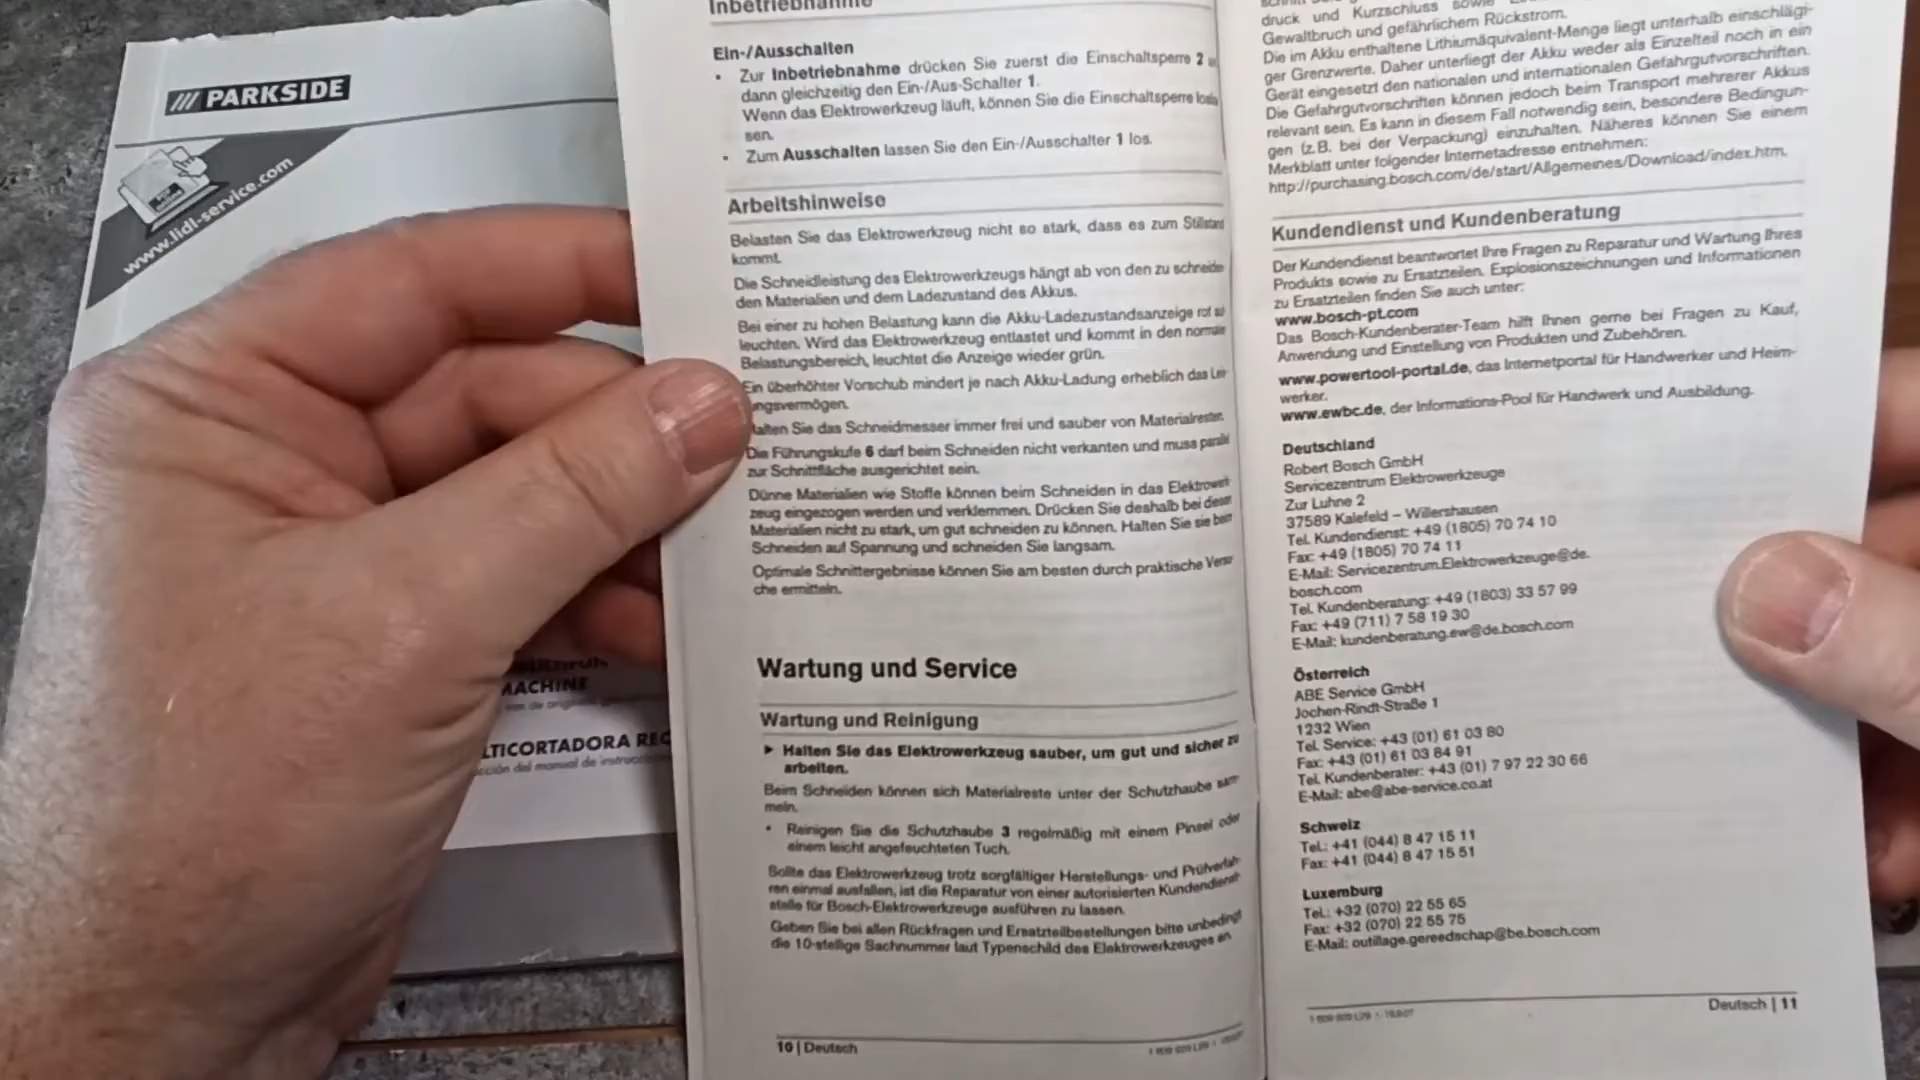 /// PARKSIDE
www.lidl-service.com
MACHINE
LTICORTADORA REC
Inbetriebnahme
Ein-/Ausschalten
• Zur Inbetriebnahme drücken Sie zuerst die Einschaltsperre 2
dann gleichzeitig den Ein-/Aus-Schalter 1.
Wenn das Elektrowerkzeug läuft, können Sie die Einschaltsperre
sen.
• Zum Ausschalten lassen Sie den Ein-/Ausschalter 1 los.
Arbeitshinweise
Belasten Sie das Elektrowerkzeug nicht so stark, dass es zum Stillstand
kommt.
Die Schneidleistung des Elektrowerkzeugs hängt ab von den zu schneide
den Materialien und dem Ladezustand des Akkus.
Bei einer zu hohen Belastung kann die Akku-Ladezustandsanzeige rot
leuchten. Wird das Elektrowerkzeug entlastet und kommt in den normale
Belastungsbereich, leuchtet die Anzeige wieder grün.
Ein überhöhter Vorschub mindert je nach Akku-Ladung erheblich das Lei-
ungsvermögen.
alten Sie das Schneidmesser immer frei und sauber von Materialresten.
Die Führungskufe 6 darf beim Schneiden nicht verkanten und muss parallel
zur Schnittfläche ausgerichtet sein.
Dünne Materialien wie Stoffe können beim Schneiden in das Elektrowerk
zeug eingezogen werden und verklemmen. Drücken Sie deshalb bei diesen
Materialien nicht zu stark, um gut schneiden zu können. Halten Sie sie beim
Schneiden auf Spannung und schneiden Sie langsam.
Optimale Schnittergebnisse können Sie am besten durch praktische Versu
che ermitteln.
Wartung und Service
Wartung und Reinigung
► Halten Sie das Elektrowerkzeug sauber, um gut und sicher zu
arbeiten.
Beim Schneiden können sich Materialreste unter der Schutzhaube sam-
meln.
• Reinigen Sie die Schutzhaube 3 regelmäßig mit einem Pinsel oder
einem leicht angefeuchteten Tuch.
Sollte das Elektrowerkzeug trotz sorgfältiger Herstellungs- und Prüfverfah-
ren einmal ausfallen, ist die Reparatur von einer autorisierten Kundendienst-
stelle für Bosch-Elektrowerkzeuge ausführen zu lassen.
Geben Sie bei allen Rückfragen und Ersatzteilbestellungen bitte unbedingt
die 10-stellige Sachnummer laut Typenschild des Elektrowerkzeuges an
10 | Deutsch
druck und Kurzschluss sowie
Gewaltbruch und gefährlichem Rückstrom.
Die im Akku enthaltene Lithiumäquivalent-Menge liegt unterhalb einschlägi-
ger Grenzwerte. Daher unterliegt der Akku weder als Einzelteil noch in ein
Gerät eingesetzt den nationalen und internationalen Gefahrgutvorschriften.
Die Gefahrgutvorschriften können jedoch beim Transport mehrerer Akkus
relevant sein. Es kann in diesem Fall notwendig sein, besondere Bedingun-
gen (z.B. bei der Verpackung) einzuhalten. Näheres können Sie einem
Merkblatt unter folgender Internetadresse entnehmen:
http://purchasing.bosch.com/de/start/Allgemeines/Download/index.htm.
Kundendienst und Kundenberatung
Der Kundendienst beantwortet Ihre Fragen zu Reparatur und Wartung Ihres
Produkts sowie zu Ersatzteilen. Explosionszeichnungen und Informationen
zu Ersatzteilen finden Sie auch unter:
www.bosch-pt.com
Das Bosch-Kundenberater-Team hilft Ihnen gerne bei Fragen zu Kauf,
Anwendung und Einstellung von Produkten und Zubehören.
www.powertool-portal.de, das Internetportal für Handwerker und Heim-
werker.
www.ewbc.de, der Informations-Pool für Handwerk und Ausbildung.
Deutschland
Robert Bosch GmbH
Servicezentrum Elektrowerkzeuge
Zur Luhne 2
37589 Kalefeld – Willershausen
Tel. Kundendienst: +49 (1805) 70 74 10
Fax: +49 (1805) 70 74 11
E-Mail: Servicezentrum.Elektrowerkzeuge@de.
bosch.com
Tel. Kundenberatung: +49 (1803) 33 57 99
Fax: +49 (711) 7 58 19 30
E-Mail: kundenberatung.ew@de.bosch.com
Österreich
ABE Service GmbH
Jochen-Rindt-Straße 1
1232 Wien
Tel. Service: +43 (01) 61 03 80
Fax: +43 (01) 61 03 84 91
Tel. Kundenberater: +43 (01) 7 97 22 30 66
E-Mail: abe@abe-service.co.at
Schweiz
Tel.: +41 (044) 8 47 15 11
Fax: +41 (044) 8 47 15 51
Luxemburg
Tel.: +32 (070) 22 55 65
Fax: +32 (070) 22 55 75
E-Mail: outillage.gereedschap@be.bosch.com
Deutsch | 11